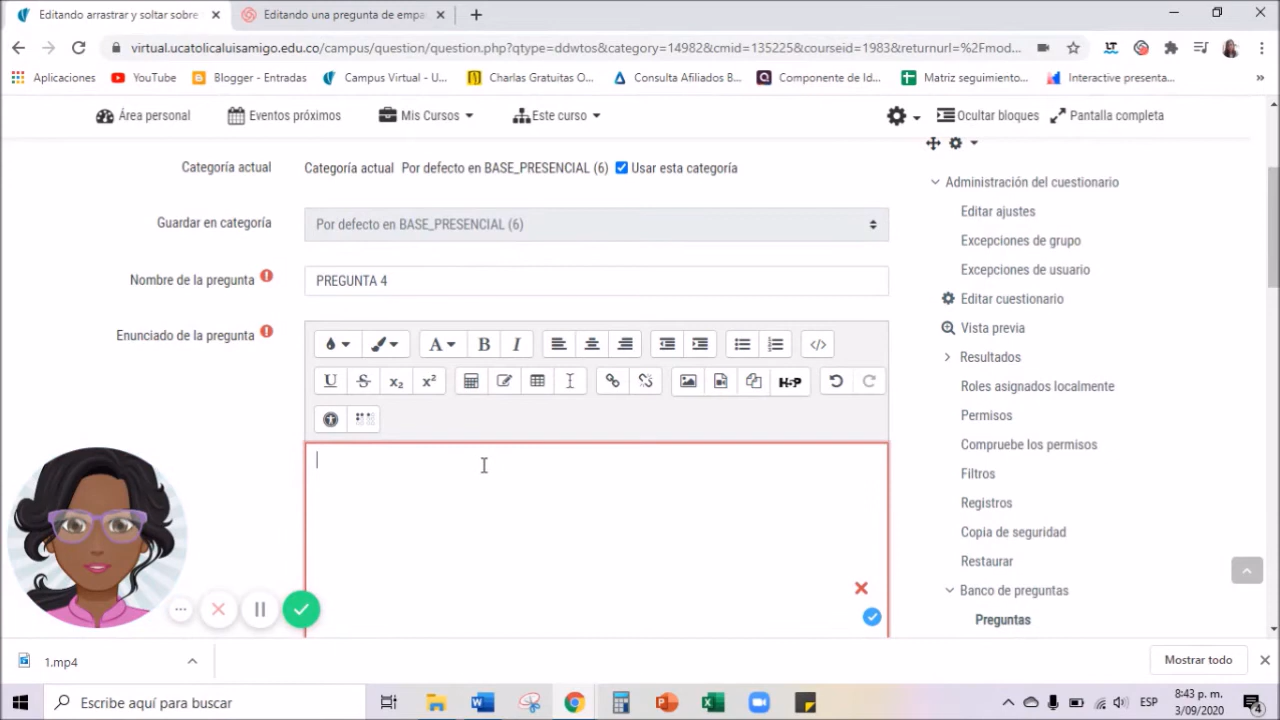 Editando arrastrar y soltar sobre
Editando una pregunta de empa
virtual.ucatolicaluisamigo.edu.co/campus/question/question.php?qtype=ddwtos&category=14982&cmid=135225&courseid=1983&returnurl=%2Fmod...
Aplicaciones
YouTube
Blogger - Entradas
Campus Virtual - U...
Charlas Gratuitas O...
Consulta Afiliados B...
Componente de Id...
Matriz seguimiento...
Interactive presenta...
»
Área personal
Eventos próximos
Mis Cursos
Este curso
Ocultar bloques
Pantalla completa
Categoría actual
Categoría actual Por defecto en BASE_PRESENCIAL (6) Usar esta categoría
Guardar en categoría
Por defecto en BASE_PRESENCIAL (6)
Nombre de la pregunta
PREGUNTA 4
Enunciado de la pregunta
A B I
U S x₂ x² H-P
Administración del cuestionario
Editar ajustes
Excepciones de grupo
Excepciones de usuario
Editar cuestionario
Vista previa
Resultados
Roles asignados localmente
Permisos
Compruebe los permisos
Filtros
Registros
Copia de seguridad
Restaurar
Banco de preguntas
Preguntas
1.mp4
Mostrar todo
Escribe aquí para buscar
ESP
8:43 p. m.
3/09/2020
4